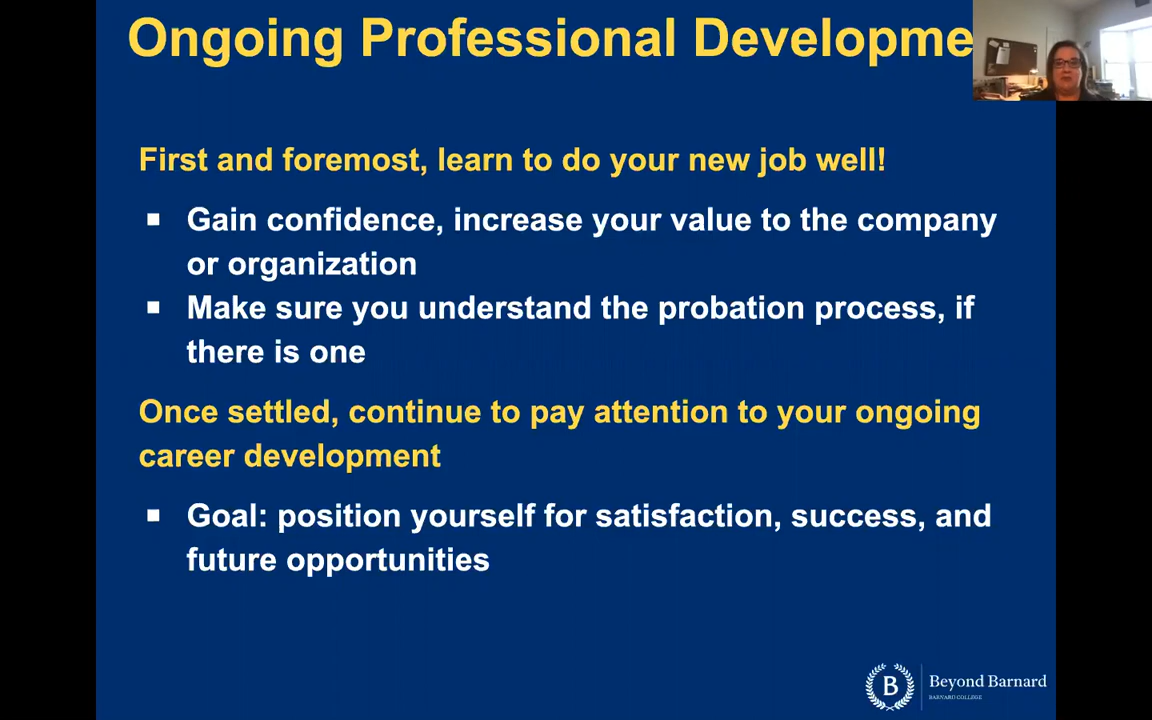 Ongoing Professional Developme
First and foremost, learn to do your new job well!
Gain confidence, increase your value to the company
or organization
Make sure you understand the probation process, if
there is one
Once settled, continue to pay attention to your ongoing
career development
Goal: position yourself for satisfaction, success, and
future opportunities
B
Beyond Barnard
BARNARD COLLEGE